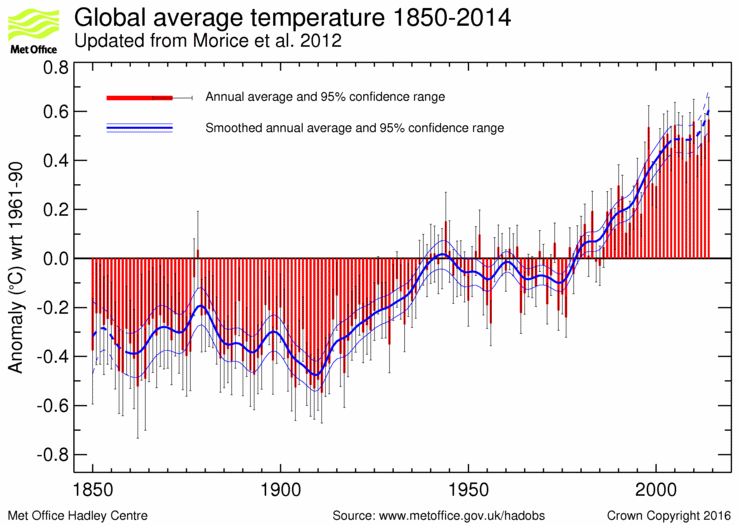 Met Office
Global average temperature 1850-2014
Updated from Morice et al. 2012
Anomaly (°C) wrt 1961-90
0.8
0.6
0.4
0.2
0.0
-0.2
-0.4
-0.6
-0.8
Annual average and 95% confidence range
Smoothed annual average and 95% confidence range
1850
1900
1950
2000
Met Office Hadley Centre
Source: www.metoffice.gov.uk/hadobs
Crown Copyright 2016